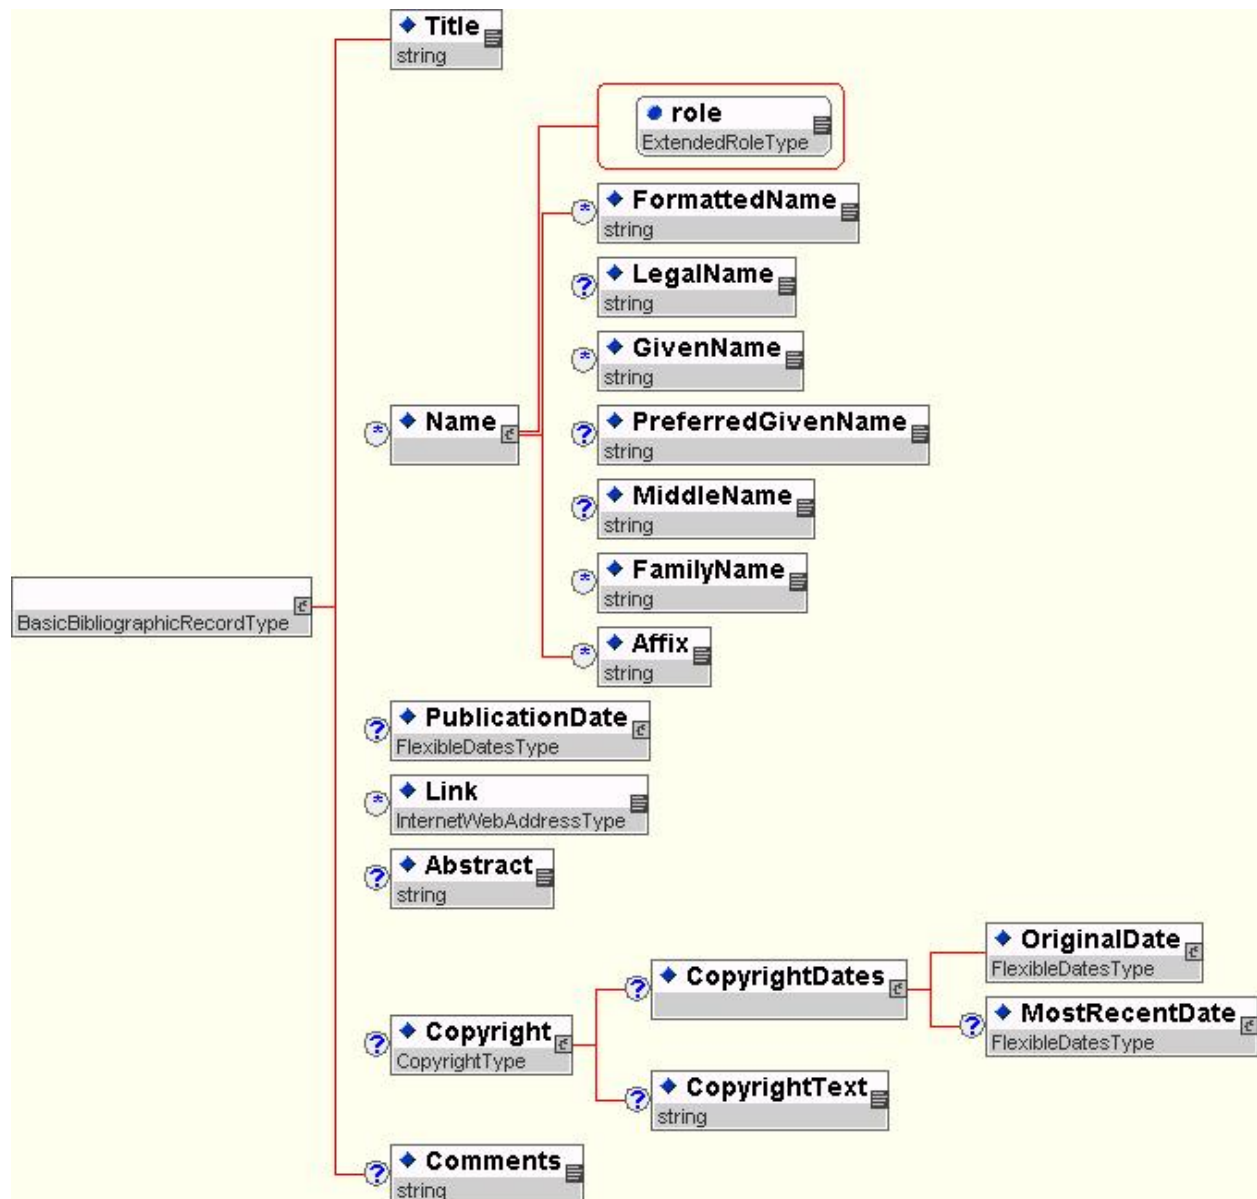 Title
string
role
ExtendedRoleType
* FormattedName
string
? LegalName
string
* GivenName
string
* Name
? PreferredGivenName
string
? MiddleName
string
* FamilyName
string
BasicBibliographicRecordType
* Affix
string
? PublicationDate
FlexibleDatesType
* Link
InternetWebAddressType
? Abstract
string
OriginalDate
FlexibleDatesType
? CopyrightDates
? MostRecentDate
FlexibleDatesType
? Copyright
CopyrightType
? CopyrightText
string
? Comments
string